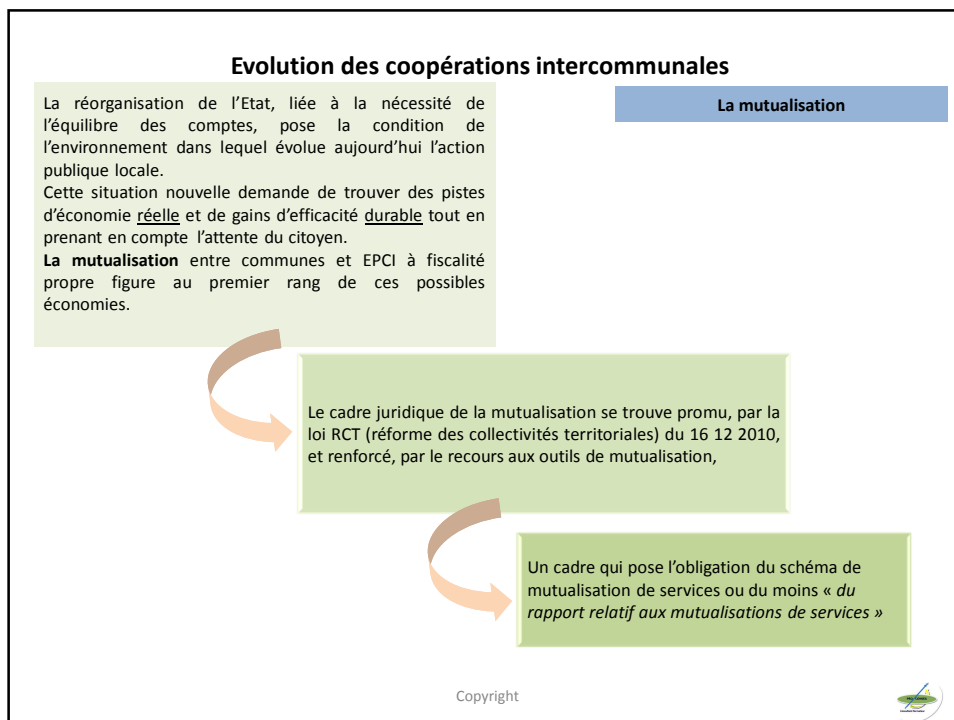 Evolution des coopérations intercommunales
La réorganisation de l’Etat, liée à la nécessité de
l’équilibre des comptes, pose la condition de
l’environnement dans lequel évolue aujourd’hui l’action
publique locale.
Cette situation nouvelle demande de trouver des pistes
d’économie réelle et de gains d’efficacité durable tout en
prenant en compte l’attente du citoyen.
La mutualisation entre communes et EPCI à fiscalité
propre figure au premier rang de ces possibles
économies.
La mutualisation
Le cadre juridique de la mutualisation se trouve promu, par la
loi RCT (réforme des collectivités territoriales) du 16 12 2010,
et renforcé, par le recours aux outils de mutualisation,
Un cadre qui pose l’obligation du schéma de
mutualisation de services ou du moins « du
rapport relatif aux mutualisations de services »
Copyright